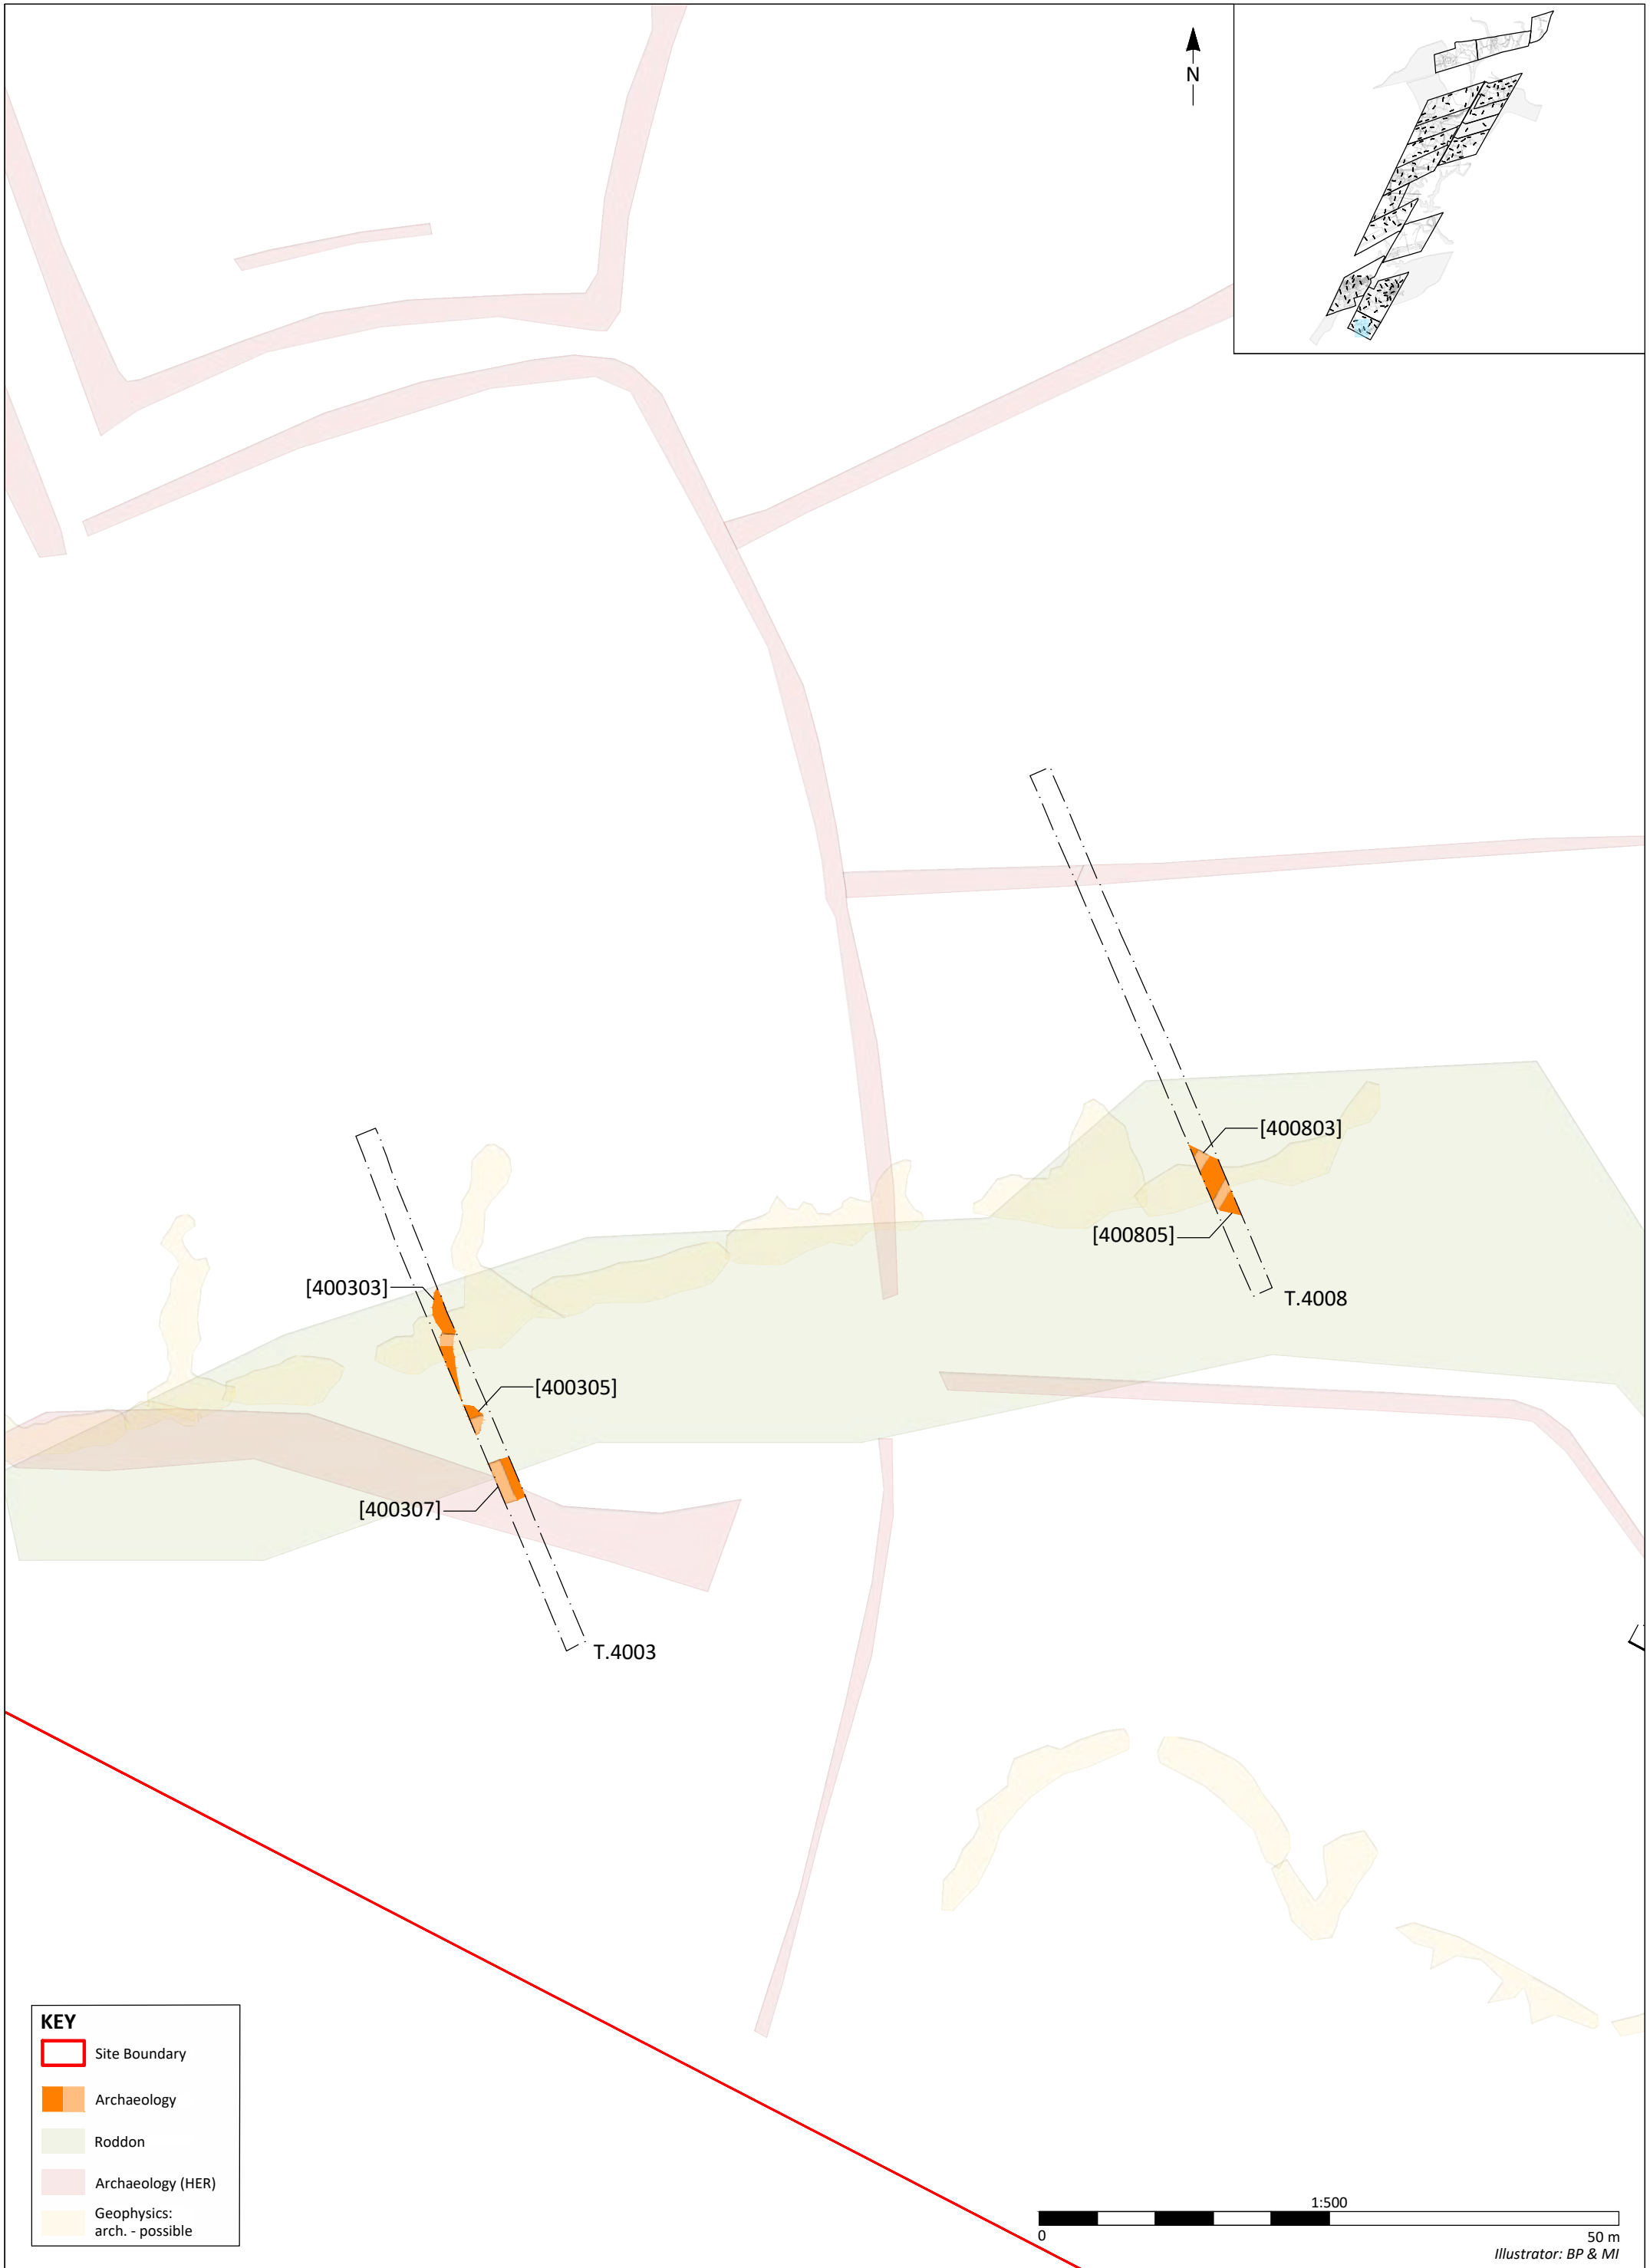 N
[400803]
[400805]
T.4008
[400303]
[400305]
[400307]
T.4003
KEY
Site Boundary
Archaeology
Roddon
Archaeology (HER)
Geophysics:
arch. - possible
1:500
0 50 m
Illustrator: BP & MI